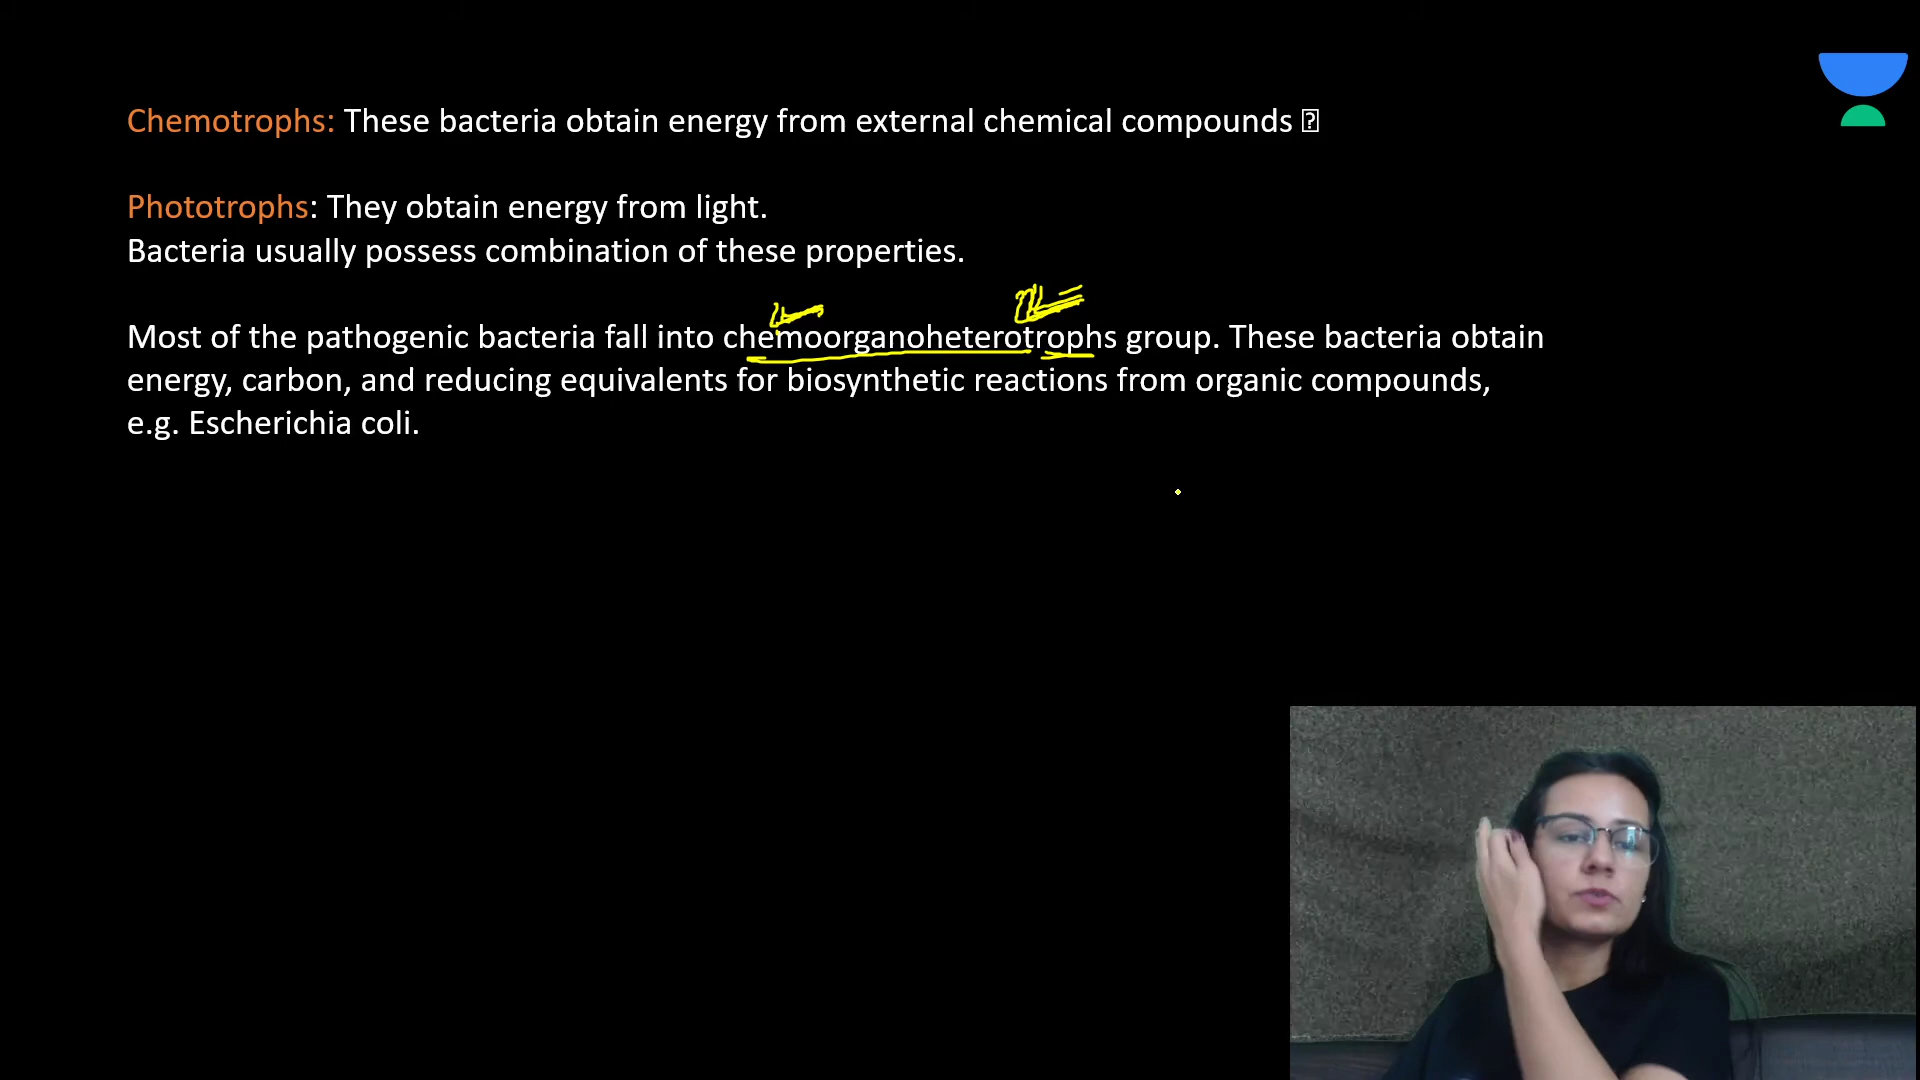 Chemotrophs: These bacteria obtain energy from external chemical compounds
Phototrophs: They obtain energy from light.
Bacteria usually possess combination of these properties.
Most of the pathogenic bacteria fall into chemoorganoheterotrophs group. These bacteria obtain
energy, carbon, and reducing equivalents for biosynthetic reactions from organic compounds,
e.g. Escherichia coli.